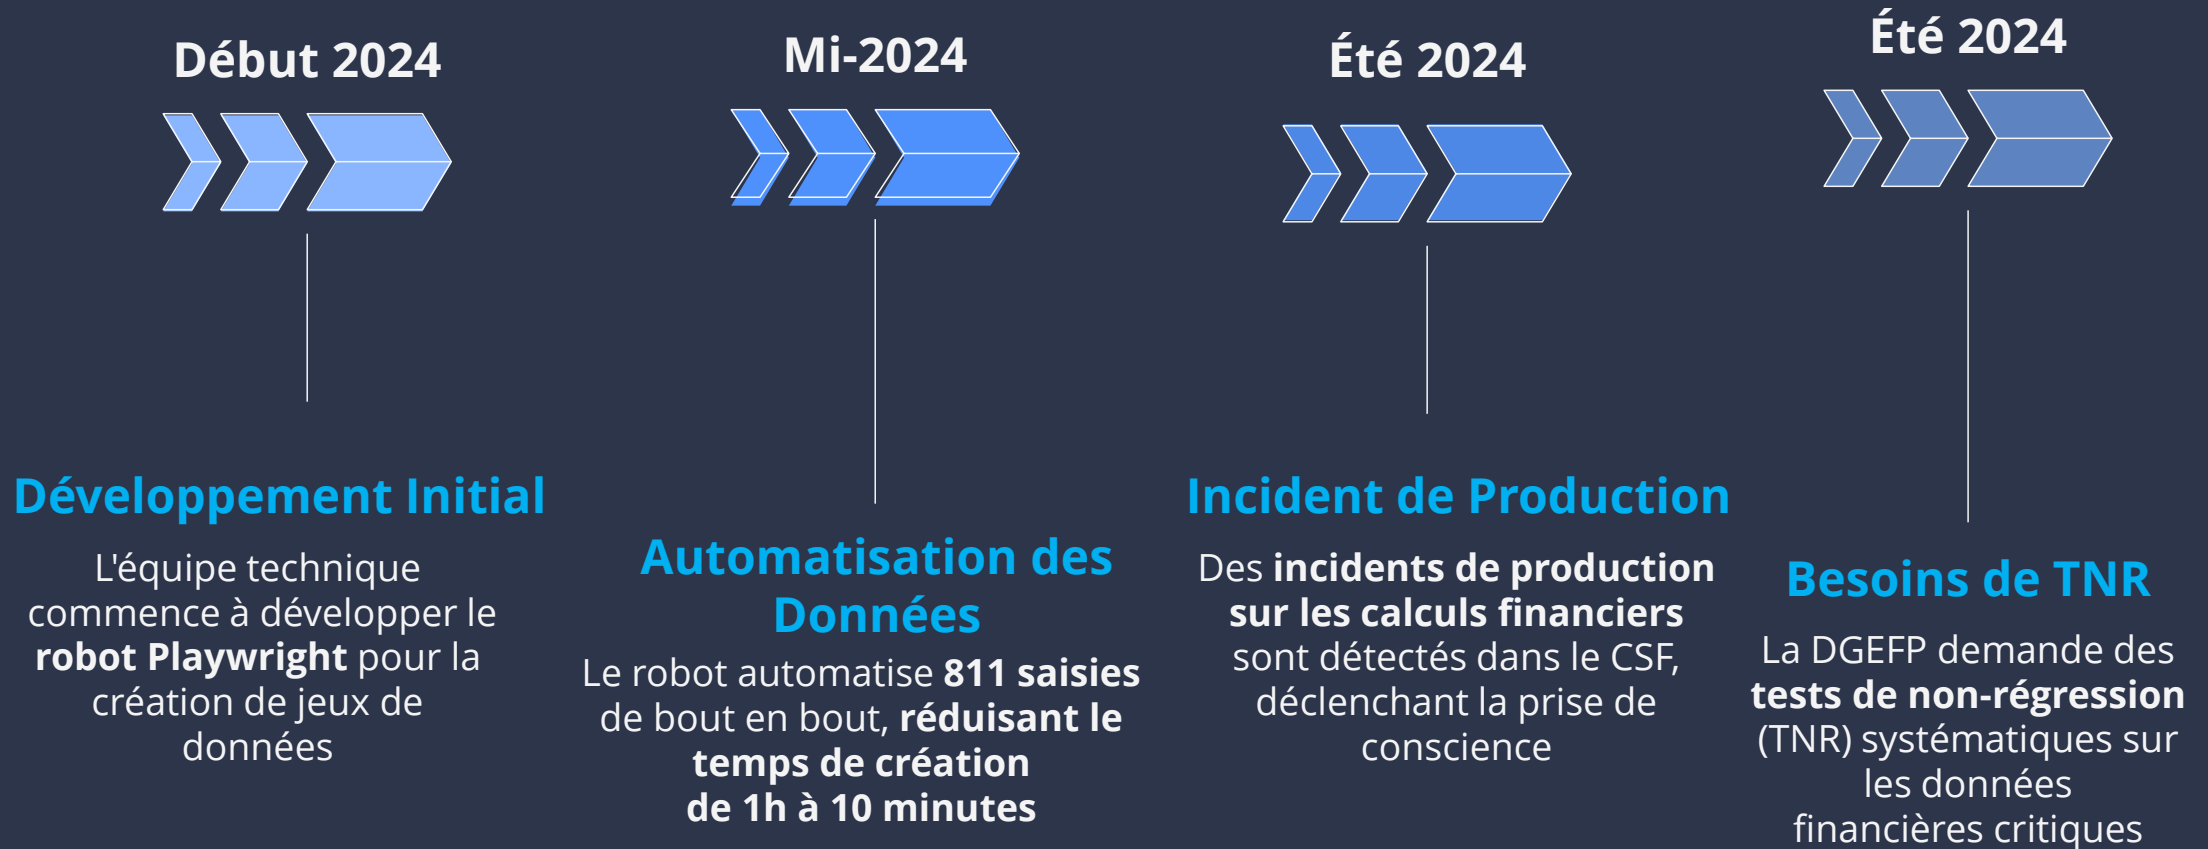 Début 2024
Développement Initial
L'équipe technique
commence à développer le
robot Playwright pour la
création de jeux de
données
Mi-2024
Automatisation des
Données
Le robot automatise 811 saisies
de bout en bout, réduisant le
temps de création
de 1h à 10 minutes
Été 2024
Incident de Production
Des incidents de production
sur les calculs financiers
sont détectés dans le CSF,
déclenchant la prise de
conscience
Été 2024
Besoins de TNR
La DGEFP demande des
tests de non-régression
(TNR) systématiques sur
les données
financières critiques